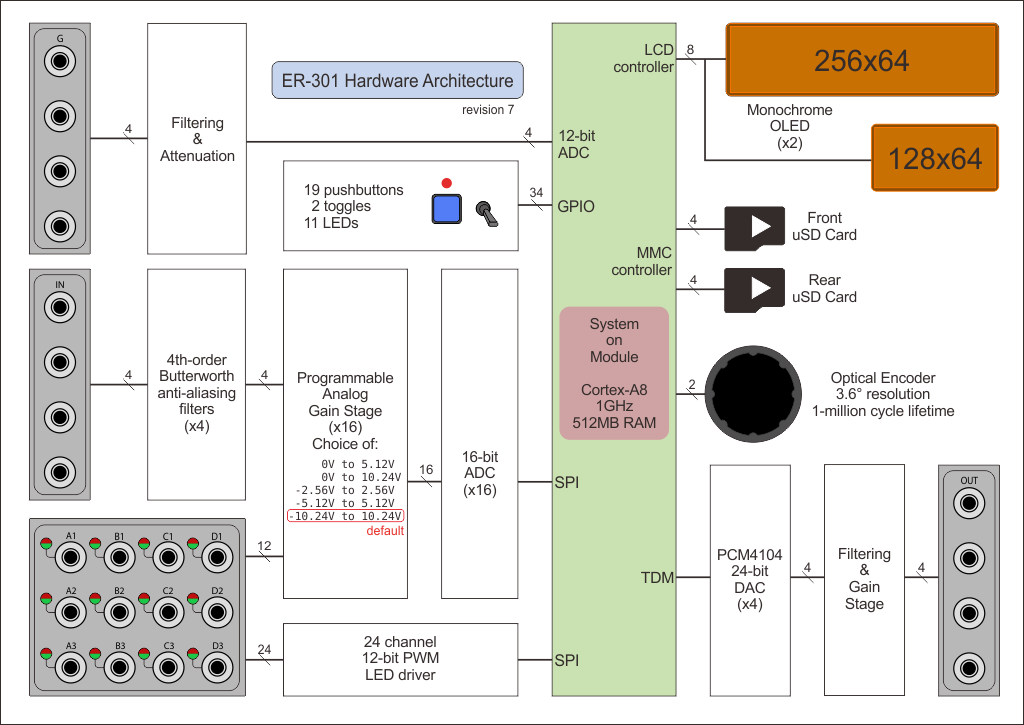 G
4
Filtering
&
Attenuation
ER-301 Hardware Architecture
revision 7
4
12-bit
ADC
19 pushbuttons
2 toggles
11 LEDs
34
GPIO
LCD
controller
8
256x64
Monochrome
OLED
(x2)
128x64
MMC
controller
4
Front
uSD Card
4
Rear
uSD Card
IN
4
4th-order
Butterworth
anti-aliasing
filters
(x4)
4
Programmable
Analog
Gain Stage
(x16)
Choice of:
0V to 5.12V
0V to 10.24V
-2.56V to 2.56V
-5.12V to 5.12V
-10.24V to 10.24V
default
16
16-bit
ADC
(x16)
SPI
System
on
Module
Cortex-A8
1GHz
512MB RAM
2
Optical Encoder
3.6° resolution
1-million cycle lifetime
A1 B1 C1 D1
A2 B2 C2 D2
A3 B3 C3 D3
12
24
24 channel
12-bit PWM
LED driver
SPI
TDM
PCM4104
24-bit
DAC
(x4)
4
Filtering
&
Gain
Stage
4
OUT